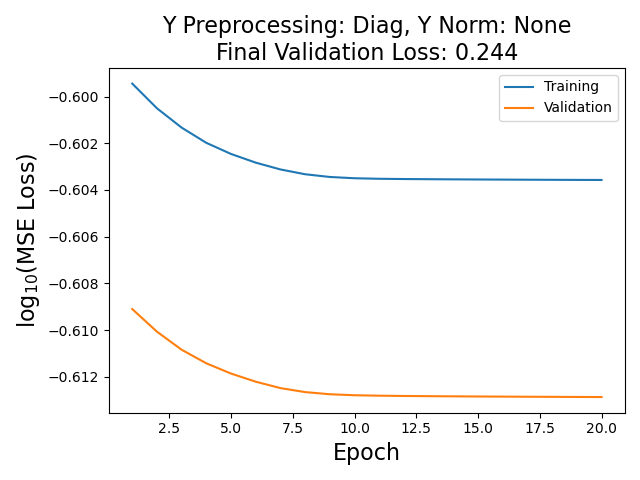 Y Preprocessing: Diag, Y Norm: None
Final Validation Loss: 0.244
Training
Validation
log10(MSE Loss)
−0.600
−0.602
−0.604
−0.606
−0.608
−0.610
−0.612
2.5
5.0
7.5
10.0
12.5
15.0
17.5
20.0
Epoch